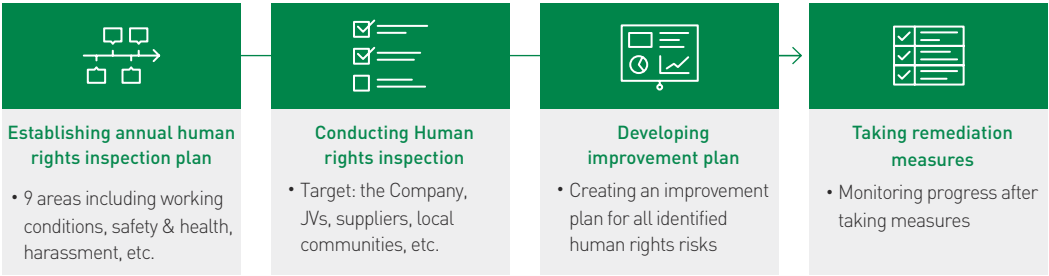 Establishing annual human
rights inspection plan
• 9 areas including working
conditions, safety & health,
harassment, etc.
Conducting Human
rights inspection
• Target: the Company,
JVs, suppliers, local
communities, etc.
Developing
improvement plan
• Creating an improvement
plan for all identified
human rights risks
Taking remediation
measures
• Monitoring progress after
taking measures